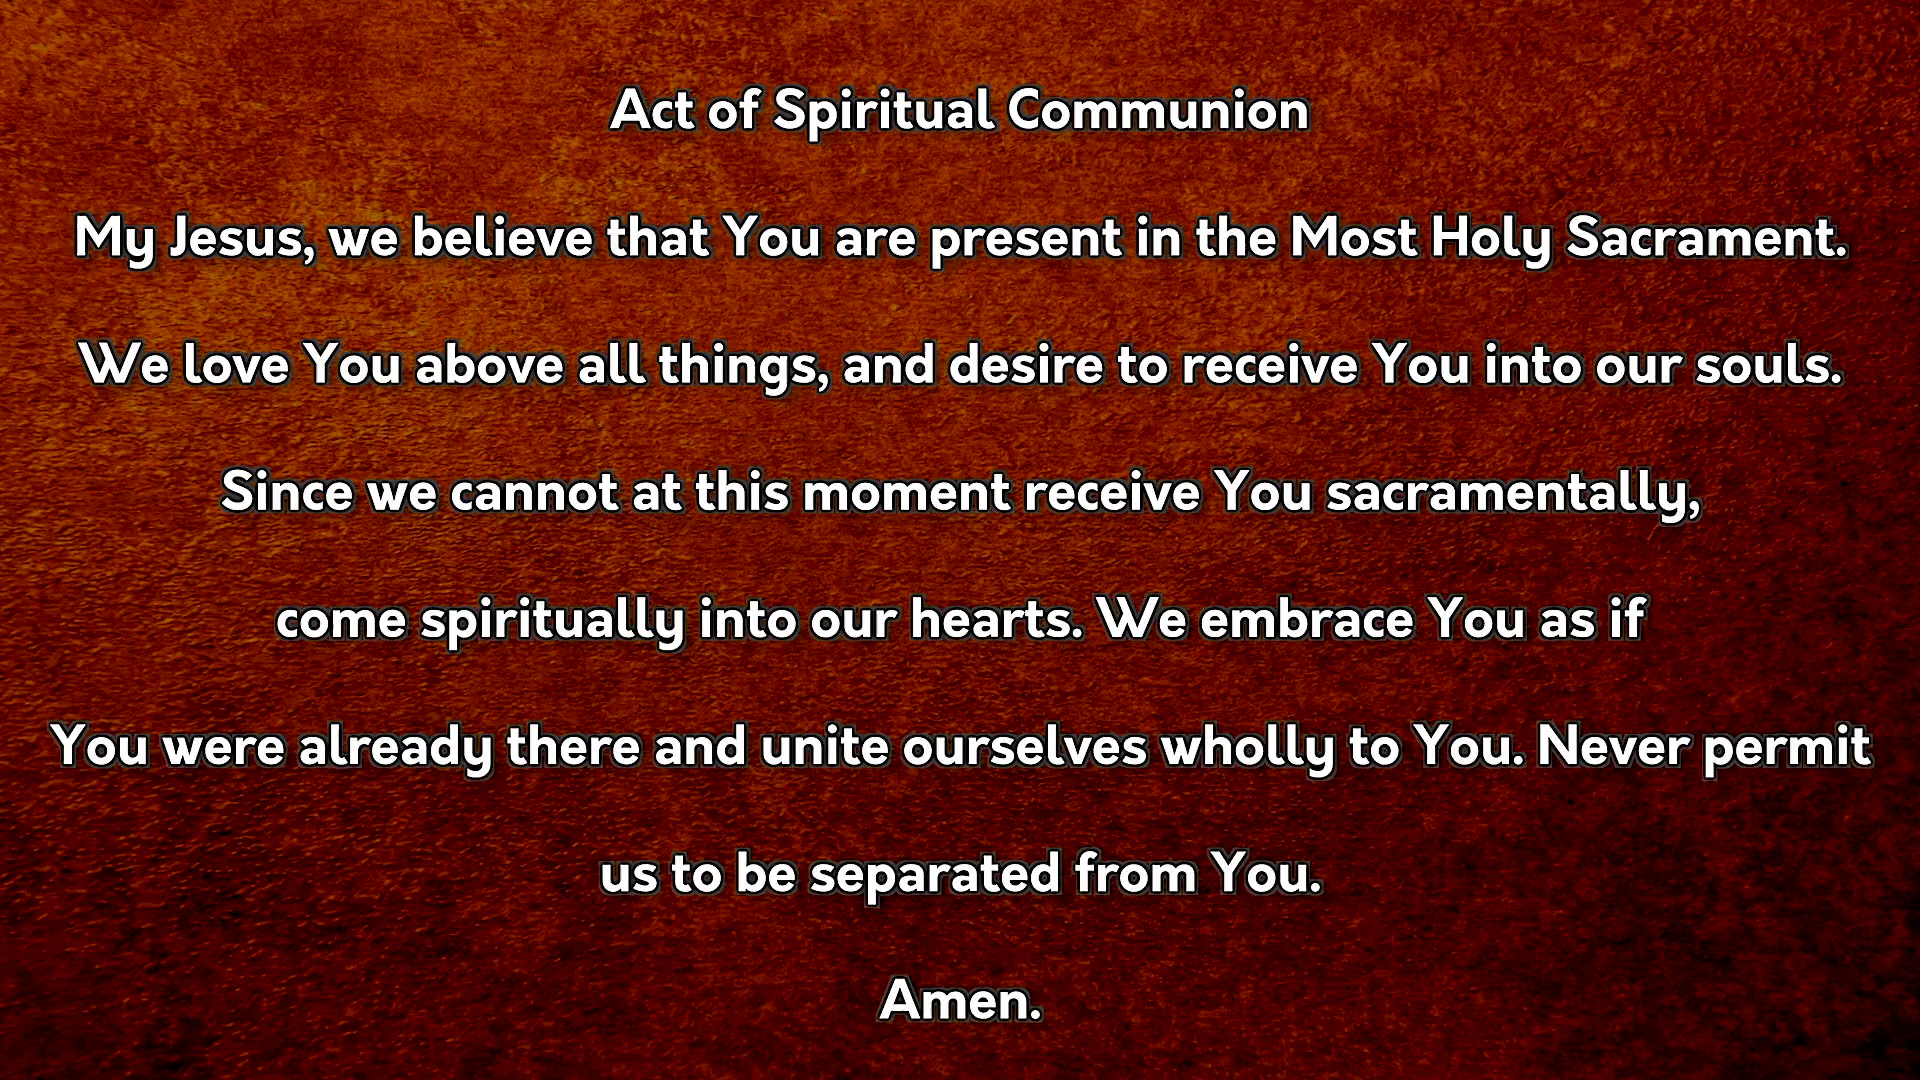 Act of Spiritual Communion
My Jesus, we believe that You are present in the Most Holy Sacrament.
We love You above all things, and desire to receive You into our souls.
Since we cannot at this moment receive You sacramentally,
come spiritually into our hearts. We embrace You as if
You were already there and unite ourselves wholly to You. Never permit
us to be separated from You.
Amen.